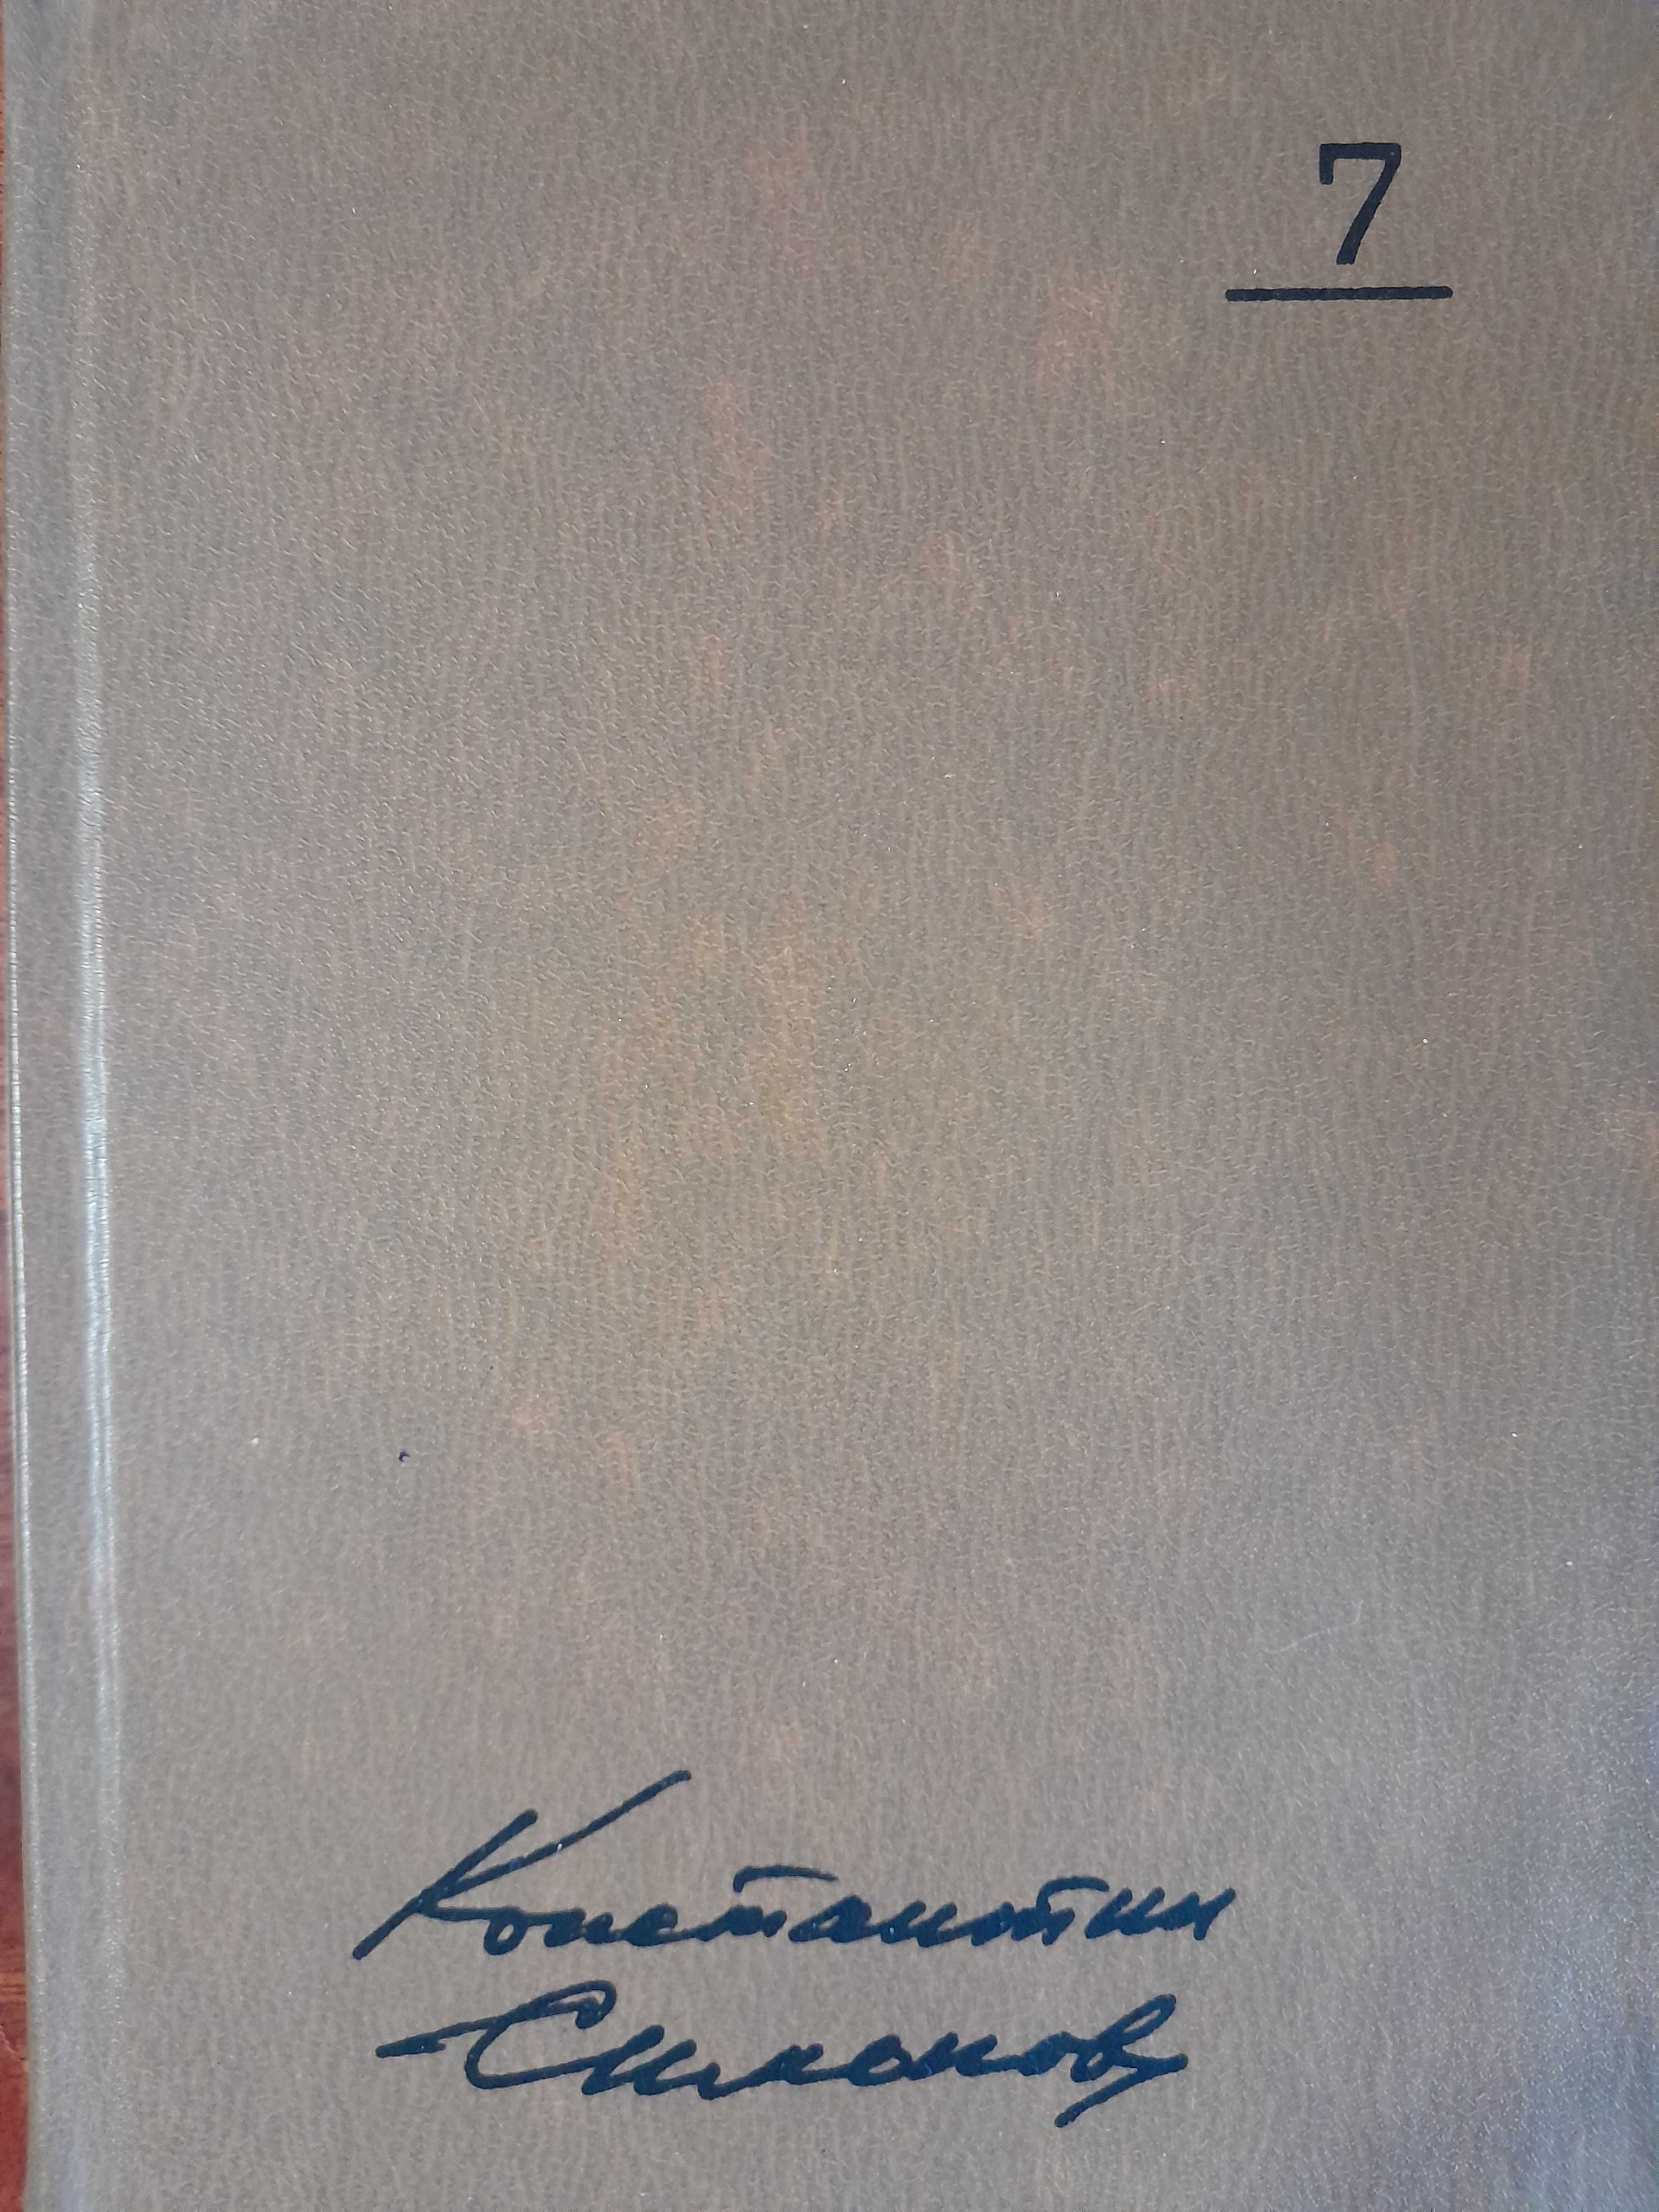 7
Константин
Симонов